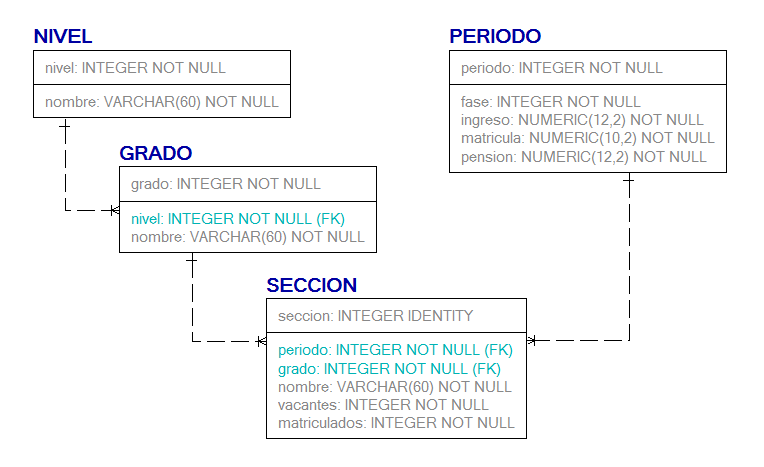 NIVEL
nivel: INTEGER NOT NULL
nombre: VARCHAR(60) NOT NULL
PERIODO
periodo: INTEGER NOT NULL
fase: INTEGER NOT NULL
ingreso: NUMERIC(12,2) NOT NULL
matricula: NUMERIC(10,2) NOT NULL
pension: NUMERIC(12,2) NOT NULL
GRADO
grado: INTEGER NOT NULL
nivel: INTEGER NOT NULL (FK)
nombre: VARCHAR(60) NOT NULL
SECCION
seccion: INTEGER IDENTITY
periodo: INTEGER NOT NULL (FK)
grado: INTEGER NOT NULL (FK)
nombre: VARCHAR(60) NOT NULL
vacantes: INTEGER NOT NULL
matriculados: INTEGER NOT NULL